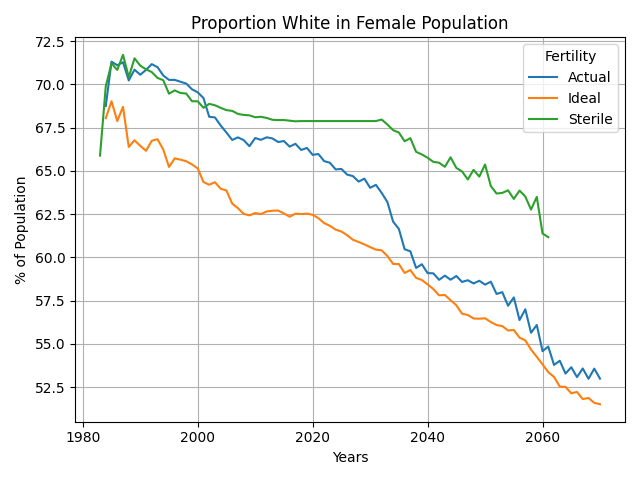 Proportion White in Female Population
% of Population
72.5
70.0
67.5
65.0
62.5
60.0
57.5
55.0
52.5
Fertility
Actual
Ideal
Sterile
1980
2000
2020
2040
2060
Years